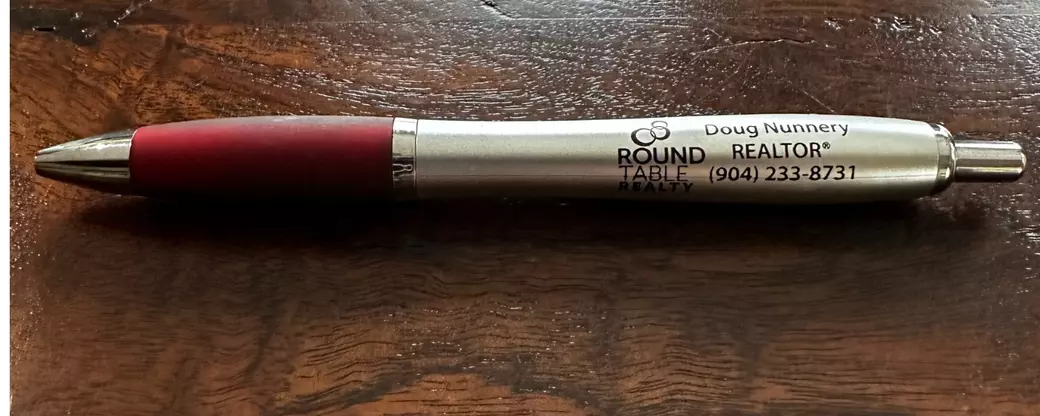 ROUND
TABLE
REALTY
Doug Nunnery
REALTOR®
(904) 233-8731